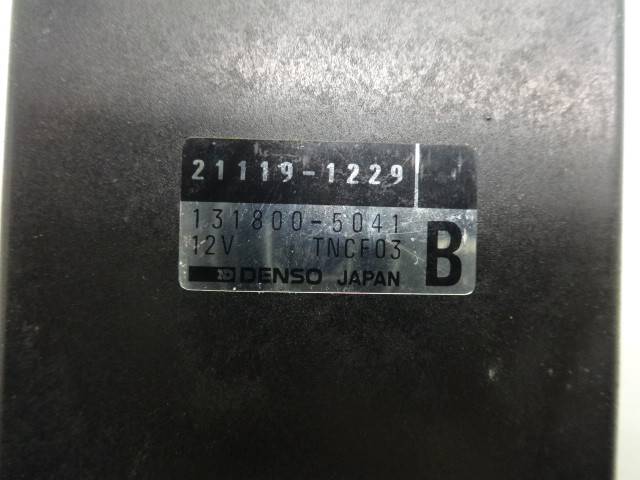 21119-1229
131800-5041
12V TNCF03 B
DENSO JAPAN